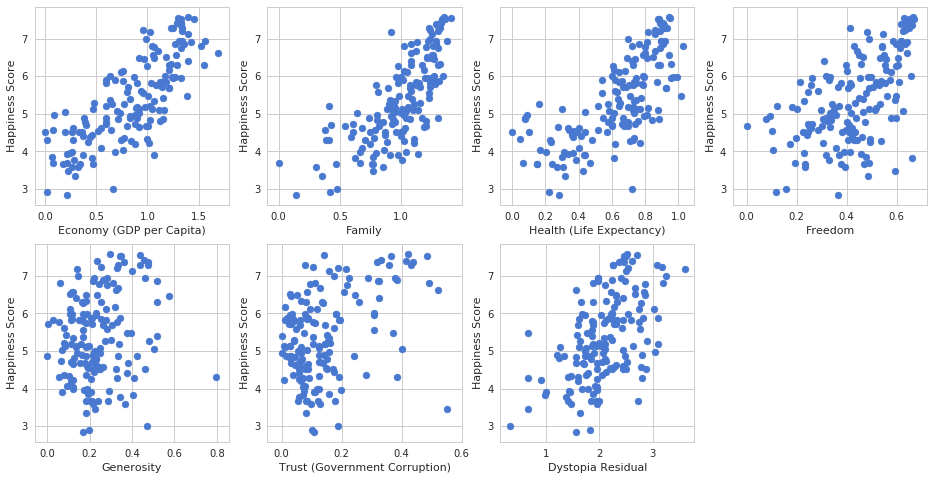 Happiness Score
7
6
5
4
3
0.0 0.5 1.0 1.5
Economy (GDP per Capita)
Happiness Score
7
6
5
4
3
0.0 0.5 1.0
Family
Happiness Score
7
6
5
4
3
0.0 0.2 0.4 0.6 0.8 1.0
Health (Life Expectancy)
Happiness Score
7
6
5
4
3
0.0 0.2 0.4 0.6
Freedom
Happiness Score
7
6
5
4
3
0.0 0.2 0.4 0.6 0.8
Generosity
Happiness Score
7
6
5
4
3
0.0 0.2 0.4 0.6
Trust (Government Corruption)
Happiness Score
7
6
5
4
3
1 2 3
Dystopia Residual